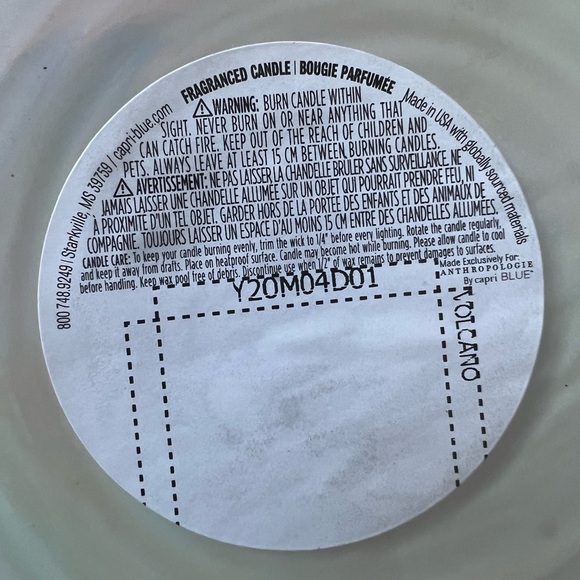 FRAGRANCED CANDLE | BOUGIE PARFUMÉE
WARNING: BURN CANDLE WITHIN
SIGHT. NEVER BURN ON OR NEAR ANYTHING THAT
CAN CATCH FIRE. KEEP OUT OF THE REACH OF CHILDREN AND
PETS. ALWAYS LEAVE AT LEAST 15 CM BETWEEN BURNING CANDLES.
AVERTISSEMENT: NE PAS LAISSER LA CHANDELLE BRULER SANS SURVEILLANCE. NE
JAMAIS LAISSER UNE CHANDELLE ALLUMÉE SUR UN OBJET QUI POURRAIT PRENDRE FEU, NI
À PROXIMITÉ D'UN TEL OBJET. GARDER HORS DE LA PORTÉE DES ENFANTS ET DES ANIMAUX DE
COMPAGNIE. TOUJOURS LAISSER UN ESPACE D'AU MOINS 15 CM ENTRE DES CHANDELLES ALLUMÉES.
CANDLE CARE: To keep your candle burning evenly, trim the wick to 1/4" before every lighting. Rotate the candle regularly,
and keep it away from drafts. Place on heatproof surface. Candle may become hot while burning. Please allow candle to cool
before handling. Keep wax pool free of debris. Discontinue use when 1/2" of wax remains to prevent damages to surfaces.
Made Exclusively For:
ANTHROPOLOGIE
By capri BLUE®
800 748.9249 | Starkville, MS 39759 | capri-blue.com
Made in USA with globally sourced materials
Y20M04D01
VOLCANO